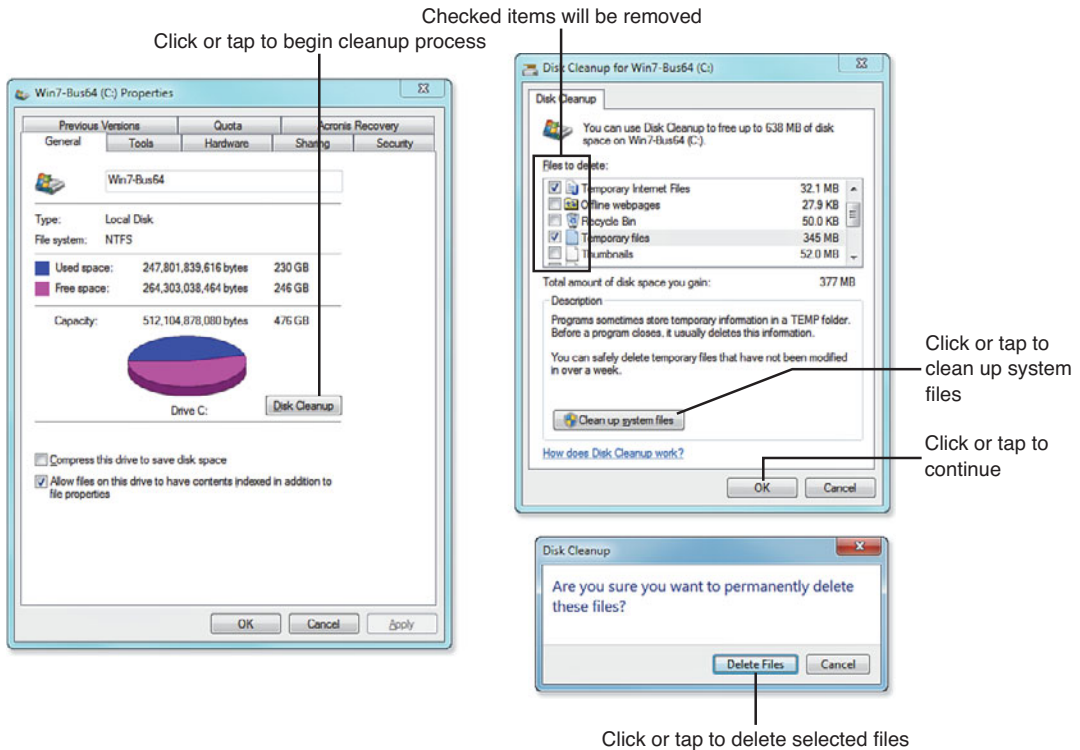 Checked items will be removed
Click or tap to begin cleanup process
Win7-Bus64 (C:) Properties
Previous Versions
Quota
Acronis Recovery
General
Tools
Hardware
Sharing
Security
Win7-Bus64
Type: Local Disk
File system: NTFS
Used space: 247,801,839,616 bytes 230 GB
Free space: 264,303,038,464 bytes 246 GB
Capacity: 512,104,878,080 bytes 476 GB
Drive C:
Disk Cleanup
Compress this drive to save disk space
Allow files on this drive to have contents indexed in addition to
file properties
OK
Cancel
Apply
Disk Cleanup for Win7-Bus64 (C:)
Disk Cleanup
You can use Disk Cleanup to free up to 638 MB of disk
space on Win7-Bus64 (C:).
Files to delete:
Temporary Internet Files 32.1 MB
Offline webpages 27.9 KB
Recycle Bin 50.0 KB
Temporary files 345 MB
Thumbnails 52.0 MB
Total amount of disk space you gain: 377 MB
Description
Programs sometimes store temporary information in a TEMP folder.
Before a program closes, it usually deletes this information.
You can safely delete temporary files that have not been modified
in over a week.
Clean up system files
How does Disk Cleanup work?
OK
Cancel
Click or tap to
clean up system
files
Click or tap to
continue
Disk Cleanup
Are you sure you want to permanently delete
these files?
Delete Files
Cancel
Click or tap to delete selected files